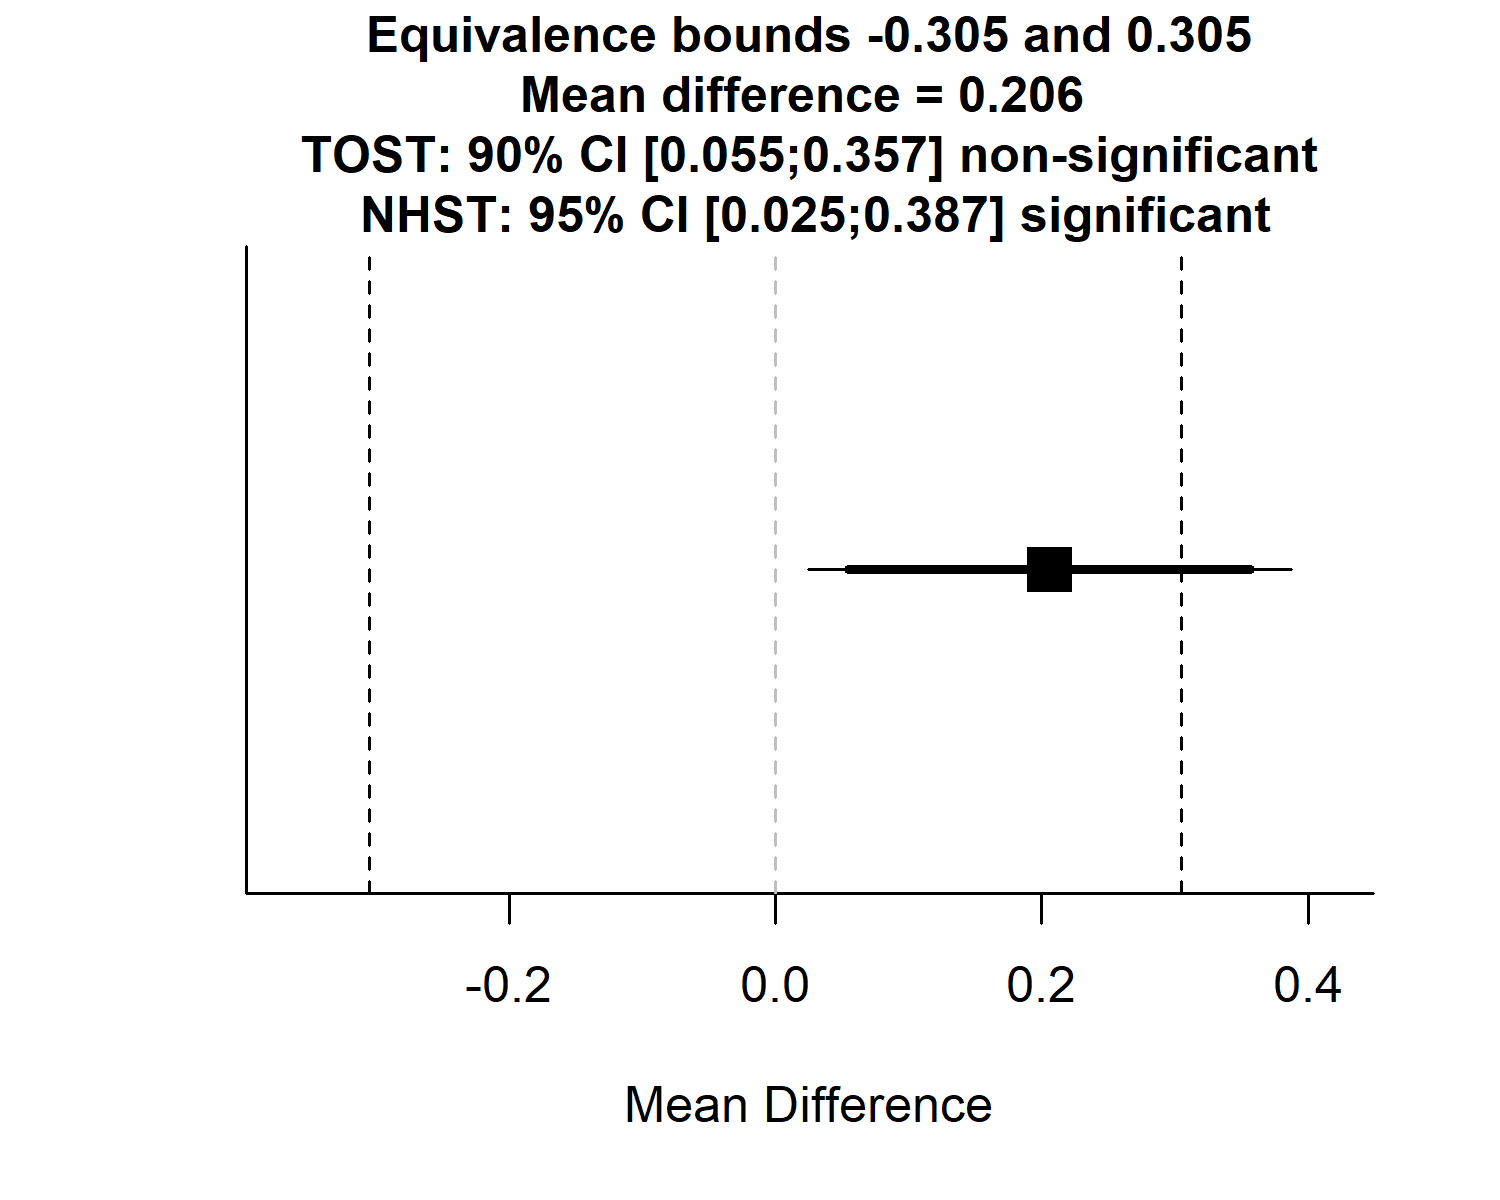 Equivalence bounds -0.305 and 0.305
Mean difference = 0.206
TOST: 90% CI [0.055;0.357] non-significant
NHST: 95% CI [0.025;0.387] significant
-0.2 0.0 0.2 0.4
Mean Difference